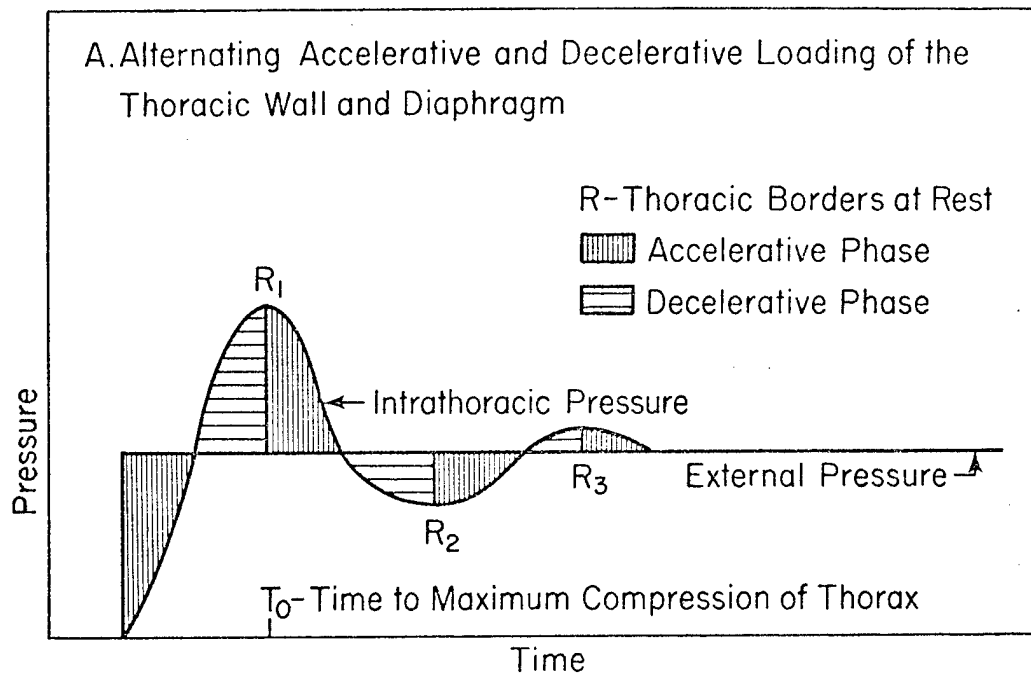 A. Alternating Accelerative and Decelerative Loading of the
Thoracic Wall and Diaphragm
R-Thoracic Borders at Rest
Accelerative Phase
Decelerative Phase
R1
Intrathoracic Pressure
Pressure
External Pressure
R3
R2
T0-Time to Maximum Compression of Thorax
Time